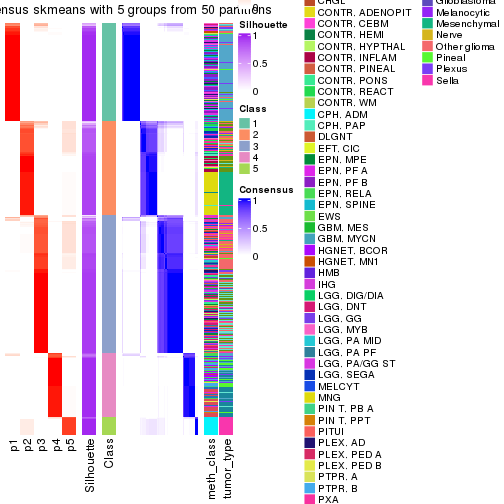 ensus skmeans with 5 groups from 50 partitions
Silhouette
1
0.5
0
Class
1
2
3
4
5
Consensus
1
0.5
0
p1
p2
p3
p4
p5
Silhouette
Class
meth_class
tumor_type
CONTR. ADENOPIT
CONTR. CEBM
CONTR. HEMI
CONTR. HYPTHAL
CONTR. INFLAM
CONTR. PINEAL
CONTR. PONS
CONTR. REACT
CONTR. WM
CPH. ADM
CPH. PAP
DLGNT
EFT. CIC
EPN. MPE
EPN. PF A
EPN. PF B
EPN. RELA
EPN. SPINE
EWS
GBM. MES
GBM. MYCN
HGNET. BCOR
HGNET. MN1
HMB
IHG
LGG. DIG/DIA
LGG. DNT
LGG. GG
LGG. MYB
LGG. PA MID
LGG. PA PF
LGG. PA/GG ST
LGG. SEGA
MELCYT
MNG
PIN T. PB A
PIN T. PPT
PITUI
PLEX. AD
PLEX. PED A
PLEX. PED B
PTPR. A
PTPR. B
PXA
Melanocytic
Mesenchymal
Nerve
Other glioma
Pineal
Plexus
Sella